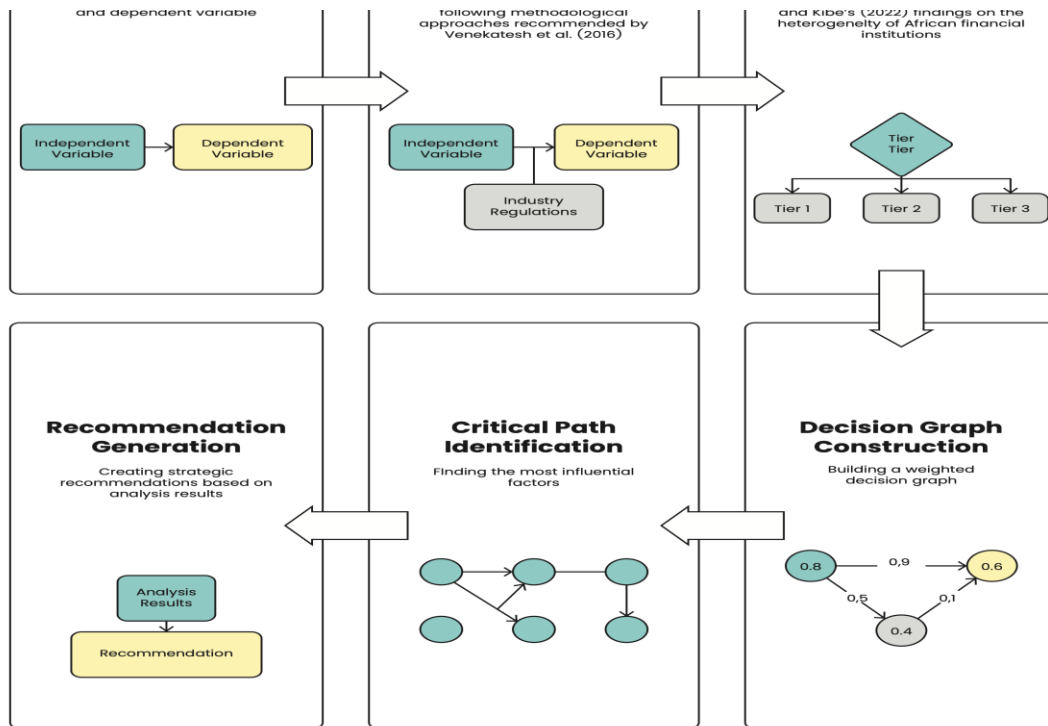 and dependent variable
Independent
Variable
Dependent
Variable
following methodological
approaches recommended by
Venekatesh et al. (2016)
Independent
Variable
Dependent
Variable
Industry
Regulations
and Kibe's (2022) findings on the
heterogenelty of African financial
institutions
Tier
Tier
Tier 1
Tier 2
Tier 3
Recommendation
Generation
Creating strategic
recommendations based on
analysis results
Analysis
Results
Recommendation
Critical Path
Identification
FInding the most influential
factors
Decision Graph
Construction
Building a weighted
decision graph
0.8
0,9
0.6
0,5
0,1
0.4